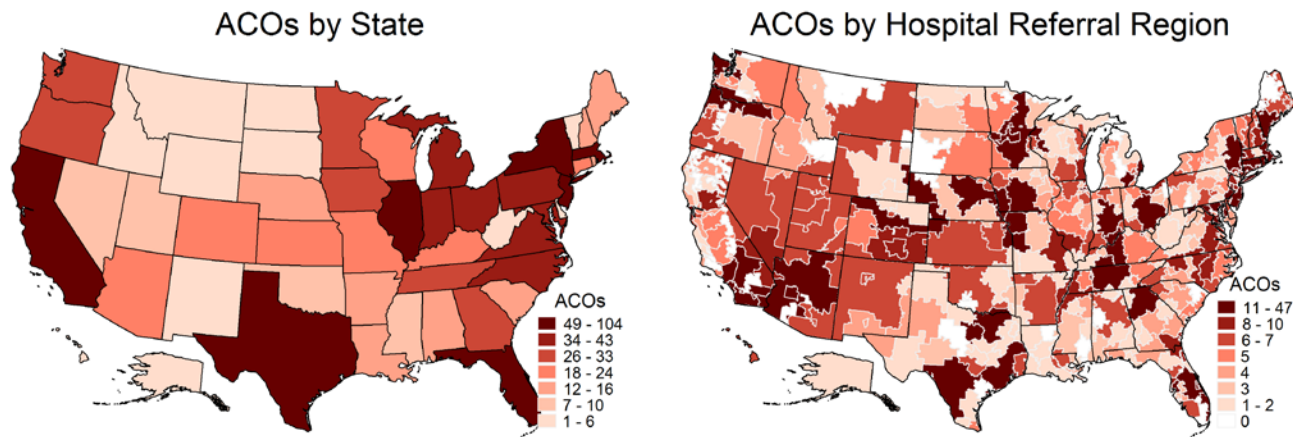 ACOs by State
ACOs
49 - 104
34 - 43
26 - 33
18 - 24
12 - 16
7 - 10
1 - 6
ACOs by Hospital Referral Region
ACOs
11 - 47
8 - 10
6 - 7
5
4
3
1 - 2
0